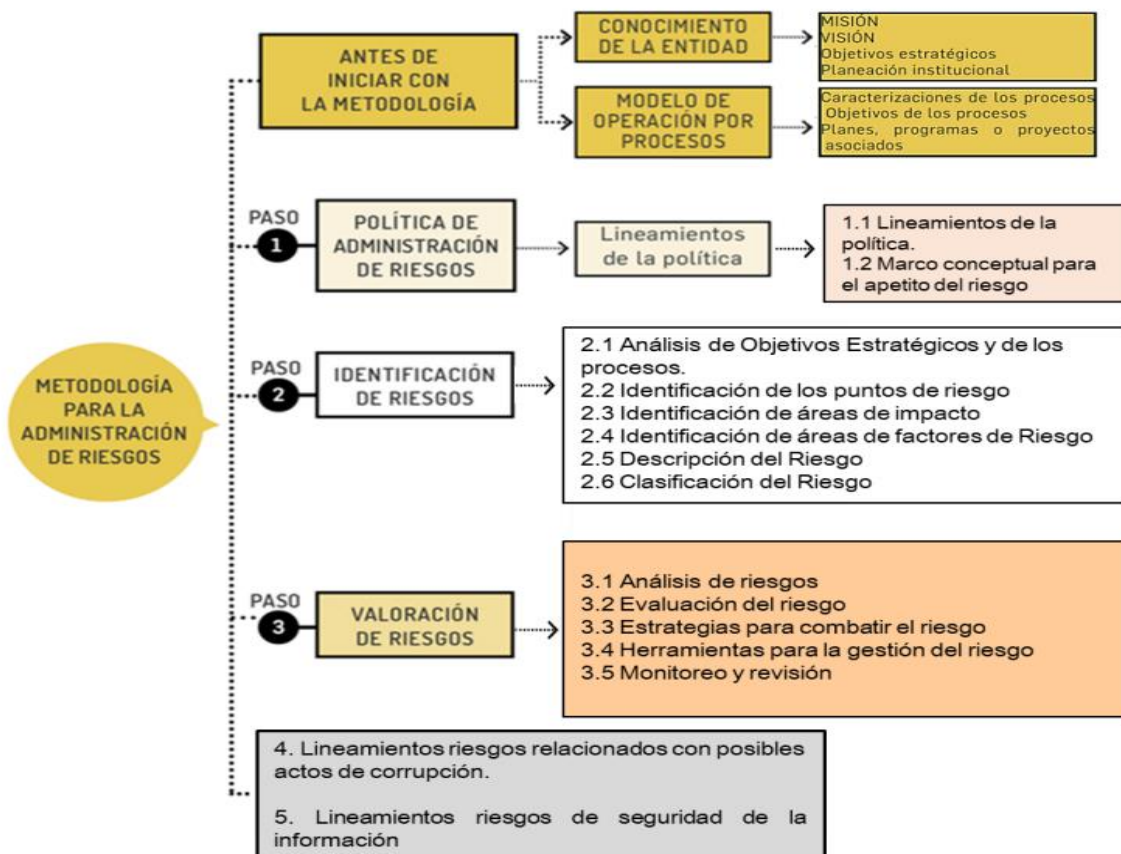 ANTES DE
INICIAR CON
LA METODOLOGÍA
CONOCIMIENTO
DE LA ENTIDAD
MISIÓN
VISIÓN
Objetivos estratégicos
Planeación institucional
MODELO DE
OPERACIÓN POR
PROCESOS
Caracterizaciones de los procesos
Objetivos de los procesos
Planes, programas o proyectos
asociados
PASO
1
POLÍTICA DE
ADMINISTRACIÓN
DE RIESGOS
Lineamientos
de la política
1.1 Lineamientos de la
política.
1.2 Marco conceptual para
el apetito del riesgo
METODOLOGÍA
PARA LA
ADMINISTRACIÓN
DE RIESGOS
PASO
2
IDENTIFICACIÓN
DE RIESGOS
2.1 Análisis de Objetivos Estratégicos y de los
procesos.
2.2 Identificación de los puntos de riesgo
2.3 Identificación de áreas de impacto
2.4 Identificación de áreas de factores de Riesgo
2.5 Descripción del Riesgo
2.6 Clasificación del Riesgo
PASO
3
VALORACIÓN
DE RIESGOS
3.1 Análisis de riesgos
3.2 Evaluación del riesgo
3.3 Estrategias para combatir el riesgo
3.4 Herramientas para la gestión del riesgo
3.5 Monitoreo y revisión
4. Lineamientos riesgos relacionados con posibles
actos de corrupción.
5. Lineamientos riesgos de seguridad de la
información